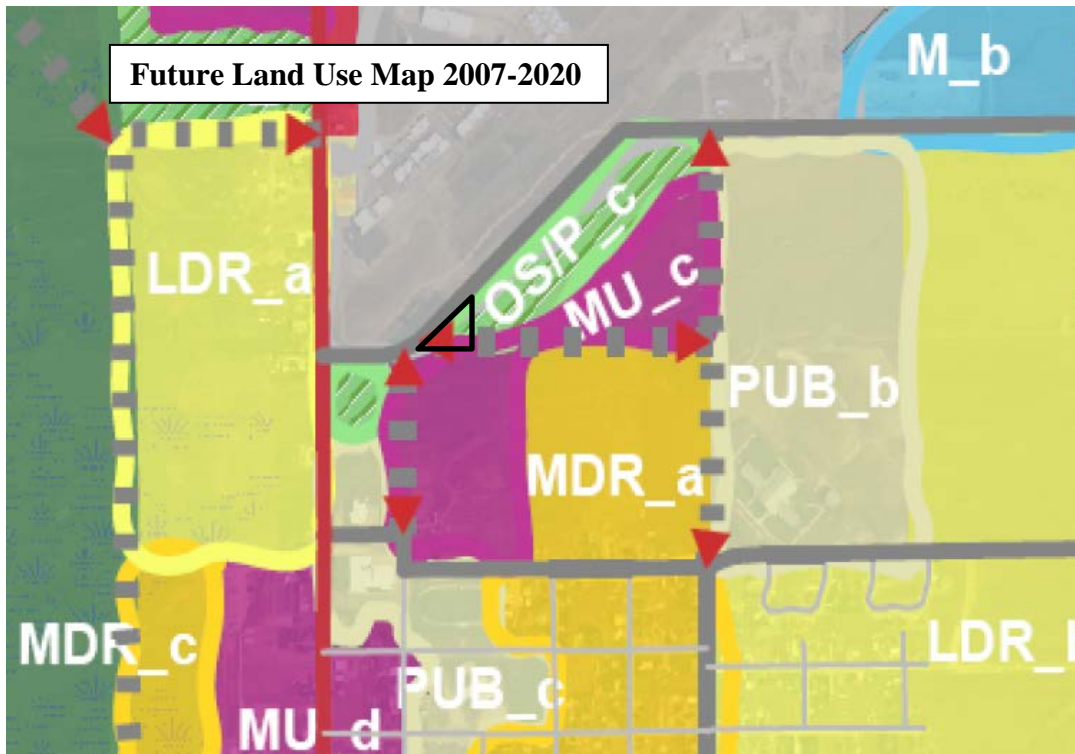 Future Land Use Map 2007-2020
M_b
LDR_a
OS/P_c
MU_c
PUB_b
MDR_a
MDR_c
PUB_c
MU_d